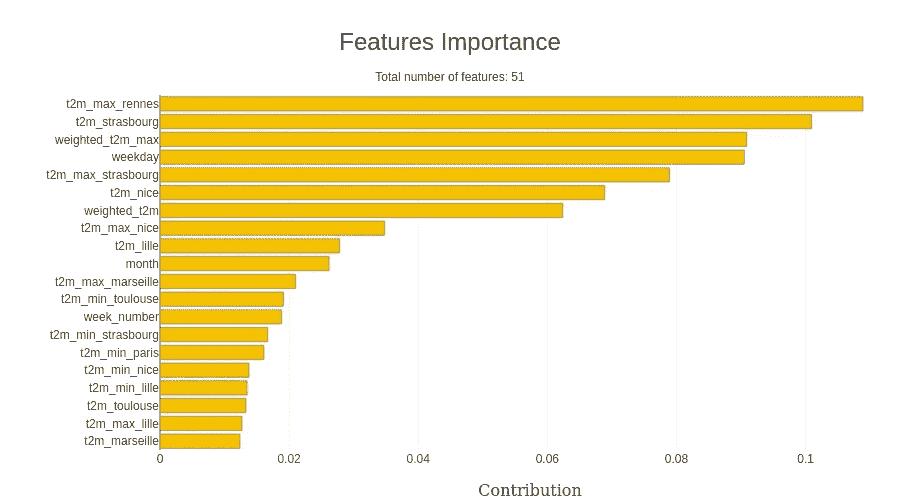 Features Importance
Total number of features: 51
t2m_max_rennes
t2m_strasbourg
weighted_t2m_max
weekday
t2m_max_strasbourg
t2m_nice
weighted_t2m
t2m_max_nice
t2m_lille
month
t2m_max_marseille
t2m_min_toulouse
week_number
t2m_min_strasbourg
t2m_min_paris
t2m_min_nice
t2m_min_lille
t2m_toulouse
t2m_max_lille
t2m_marseille
0 0.02 0.04 0.06 0.08 0.1
Contribution